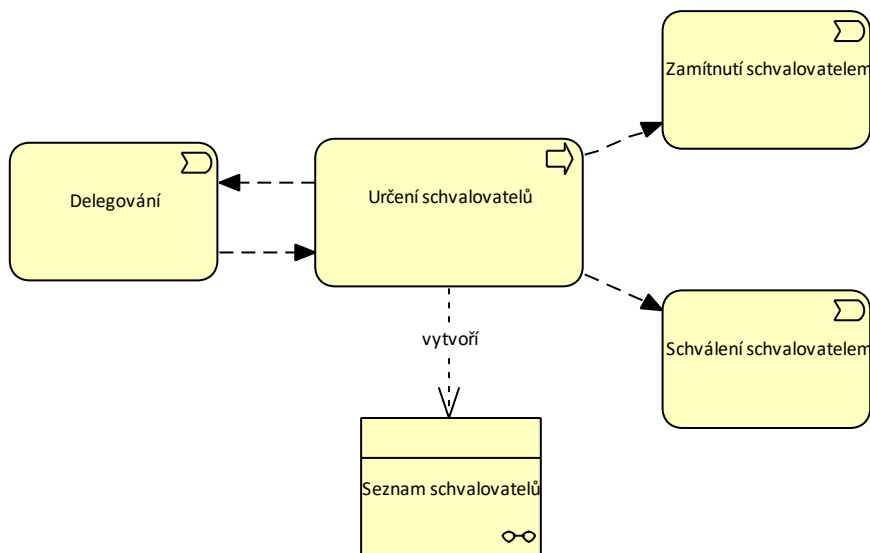 Zamítnutí schvalovatelem
Delegování
Určení schvalovatelů
vytvoří
Schválení schvalovatelem
Seznam schvalovatelů